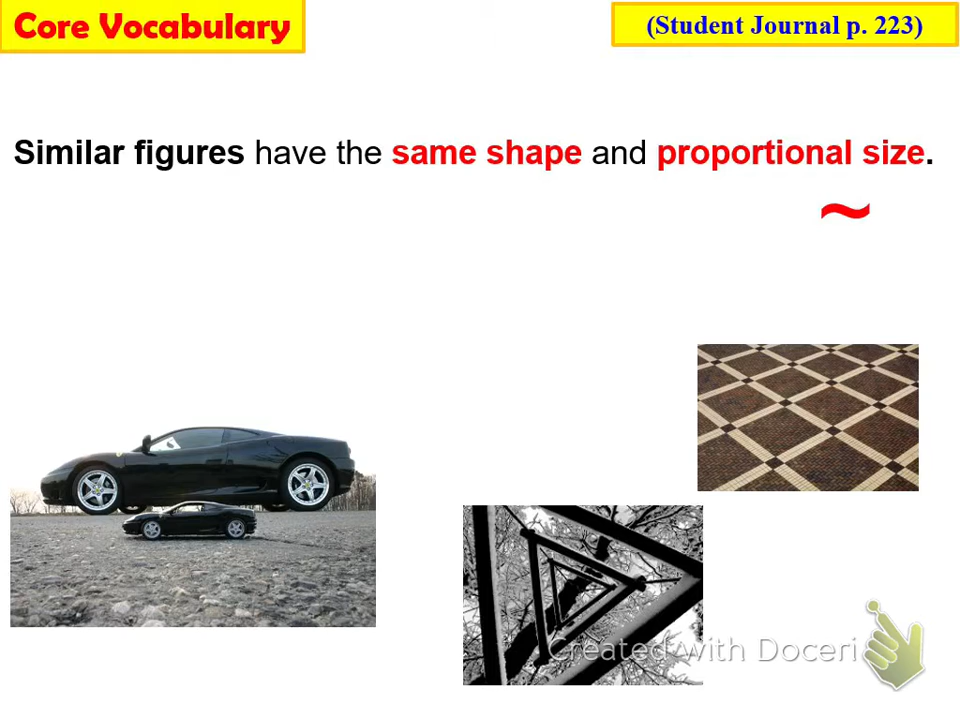 Core Vocabulary
(Student Journal p. 223)
Similar figures have the same shape and proportional size.
~
Created with Doceri